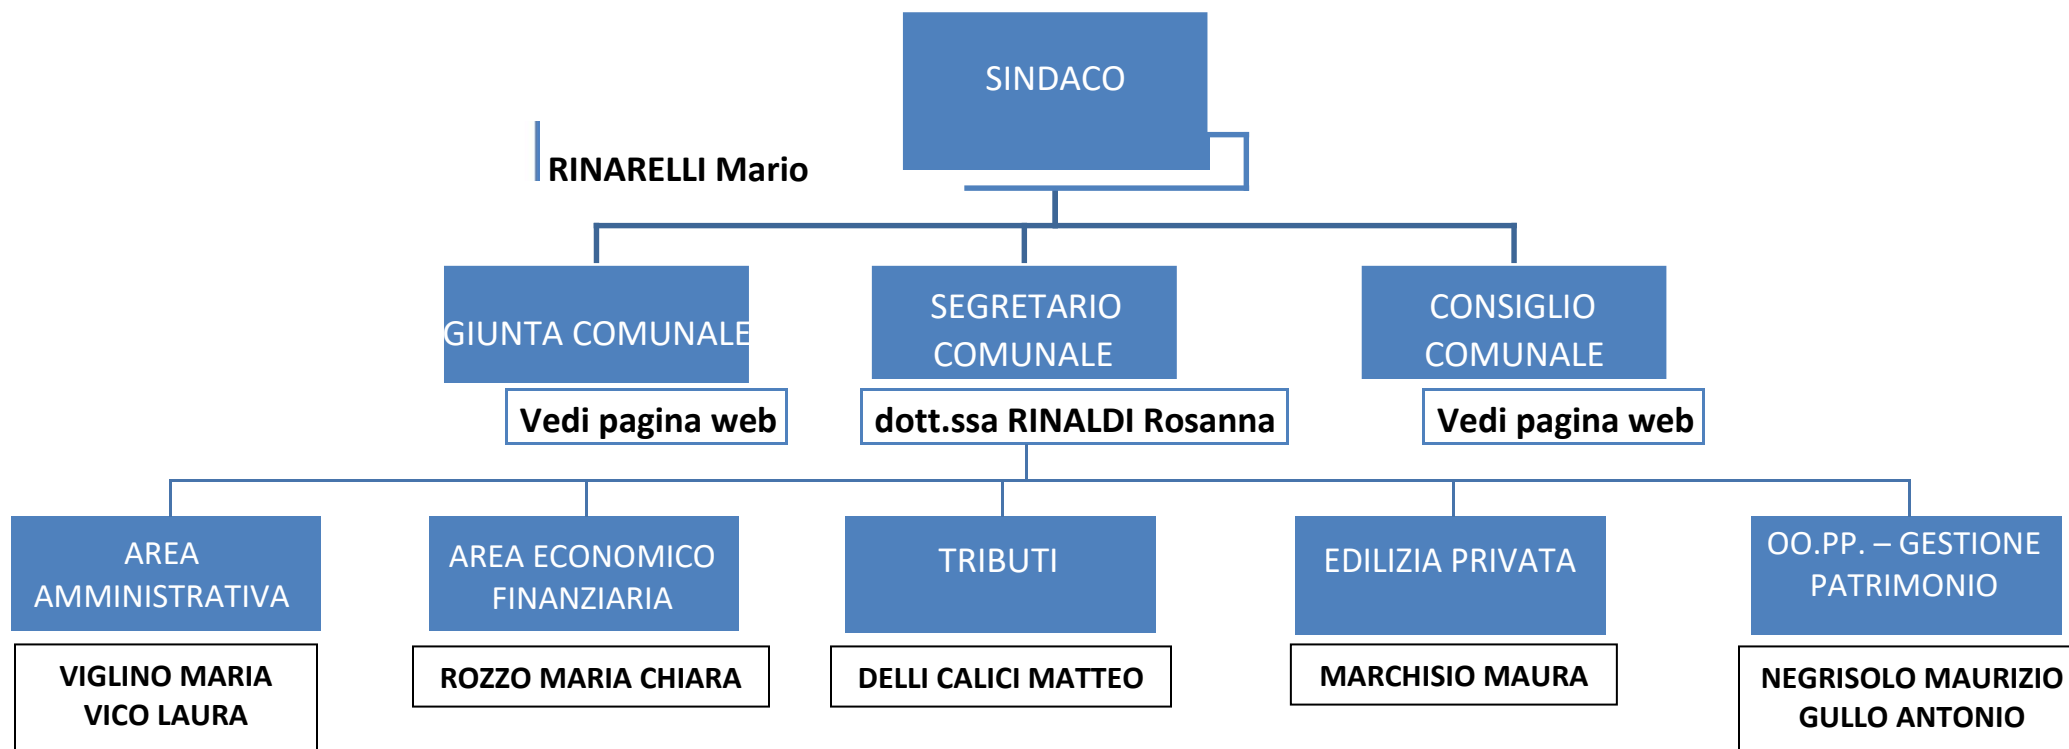 SINDACO
RINARELLI Mario
GIUNTA COMUNALE
SEGRETARIO
COMUNALE
CONSIGLIO
COMUNALE
Vedi pagina web
dott.ssa RINALDI Rosanna
Vedi pagina web
AREA
AMMINISTRATIVA
AREA ECONOMICO
FINANZIARIA
TRIBUTI
EDILIZIA PRIVATA
OO.PP. – GESTIONE
PATRIMONIO
VIGLINO MARIA
VICO LAURA
ROZZO MARIA CHIARA
DELLI CALICI MATTEO
MARCHISIO MAURA
NEGRISOLO MAURIZIO
GULLO ANTONIO